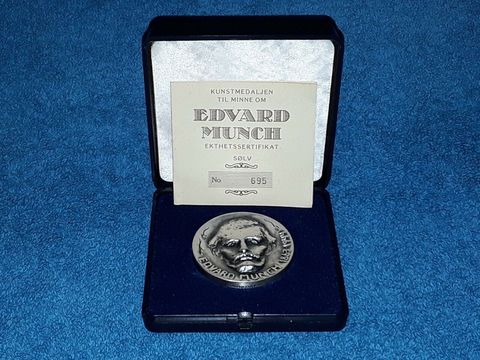 KUNSTMEDALJEN
TIL MINNE OM
EDVARD
MUNCH
EKTHETSSERTIFIKAT
SØLV
No 695
EDVARD MUNCH